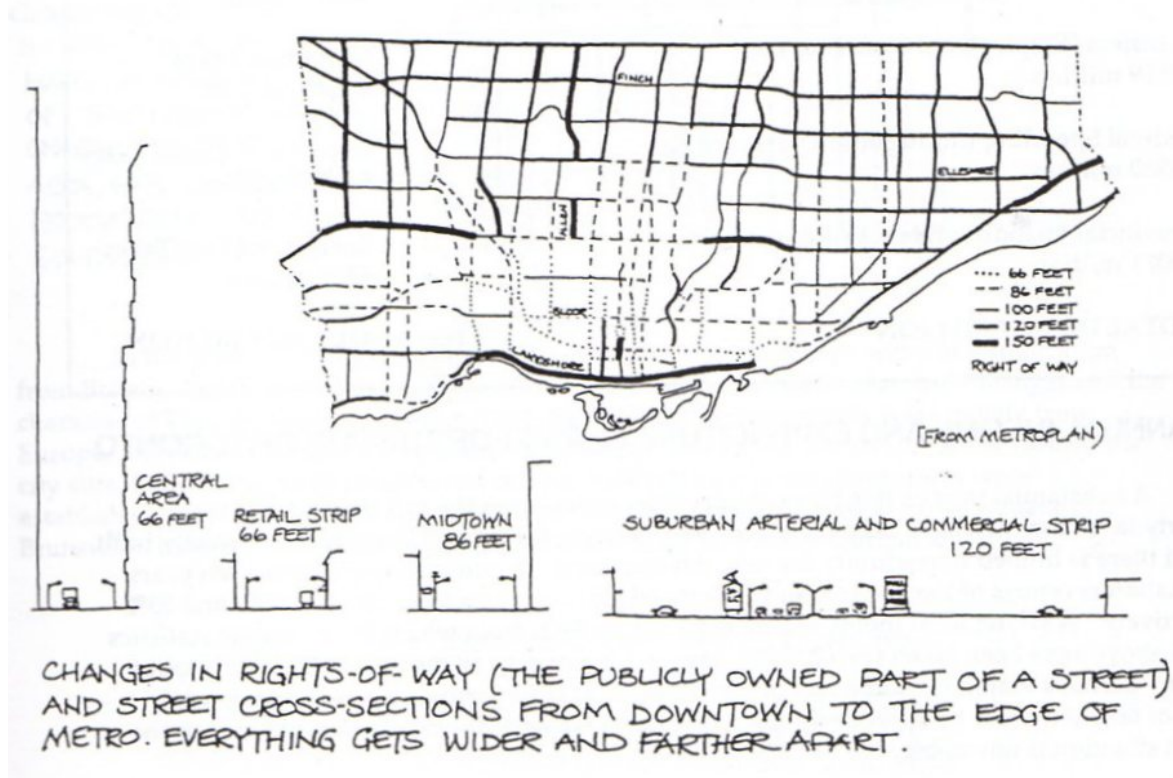 FINCH
ALLEN
BLOOR
LAKESHORE
66 FEET
86 FEET
100 FEET
120 FEET
150 FEET
RIGHT OF WAY
[FROM METROPLAN)
CENTRAL
AREA
66 FEET
RETAIL STRIP
66 FEET
MIDTOWN
86 FEET
SUBURBAN ARTERIAL AND COMMERCIAL STRIP
120 FEET
CHANGES IN RIGHTS-OF-WAY (THE PUBLICLY OWNED PART OF A STREET)
AND STREET CROSS-SECTIONS FROM DOWNTOWN TO THE EDGE OF
METRO. EVERYTHING GETS WIDER AND FARTHER APART.